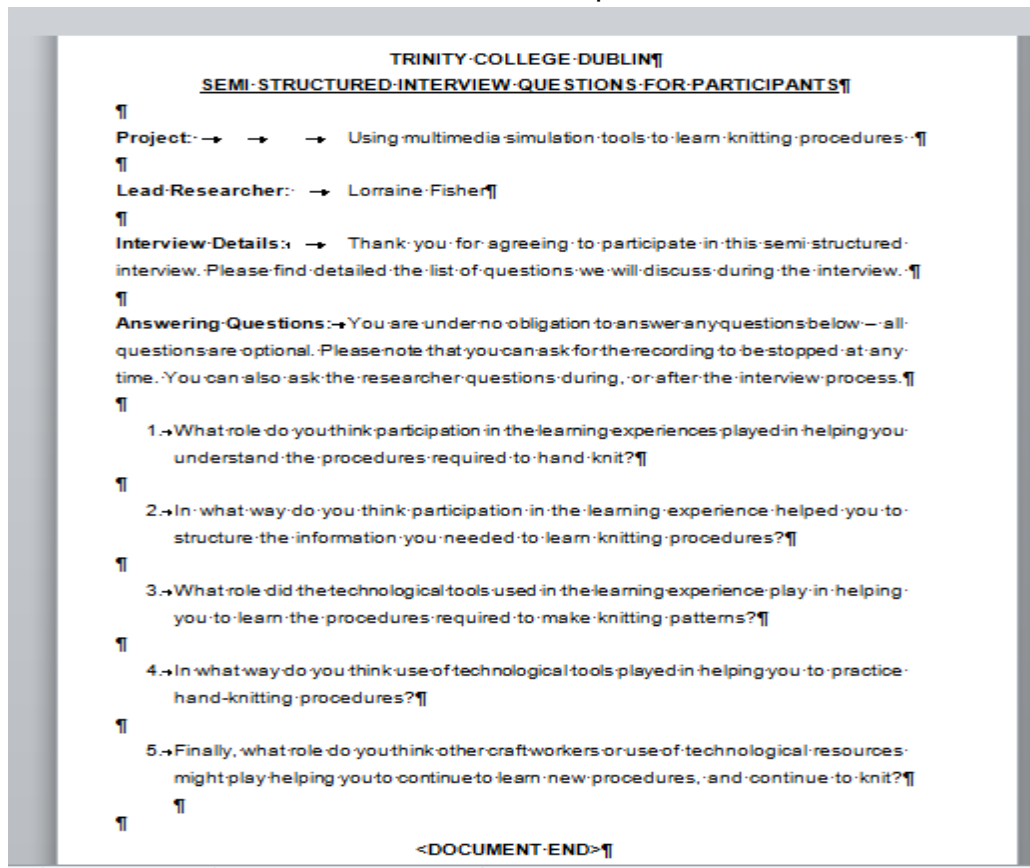 TRINITY COLLEGE DUBLIN¶
SEMI-STRUCTURED INTERVIEW QUESTIONS FOR PARTICIPANTS¶
¶
Project: → → → Using multimedia simulation tools to learn knitting procedures ¶
¶
Lead Researcher: → Lorraine Fisher¶
¶
Interview Details: → Thank you for agreeing to participate in this semi structured
interview. Please find detailed the list of questions we will discuss during the interview. ¶
¶
Answering Questions:→You are under no obligation to answer any questions below – all
questions are optional. Please note that you can ask for the recording to be stopped at any
time. You can also ask the researcher questions during, or after the interview process.¶
¶
1.→What role do you think participation in the learning experiences played in helping you
understand the procedures required to hand knit?¶
¶
2.→In what way do you think participation in the learning experience helped you to
structure the information you needed to learn knitting procedures?¶
¶
3.→What role did the technological tools used in the learning experience play in helping
you to learn the procedures required to make knitting patterns?¶
¶
4.→In what way do you think use of technological tools played in helping you to practice
hand-knitting procedures?¶
¶
5.→Finally, what role do you think other craft workers or use of technological resources
might play helping you to continue to learn new procedures, and continue to knit?¶
¶
¶
<DOCUMENT END>¶